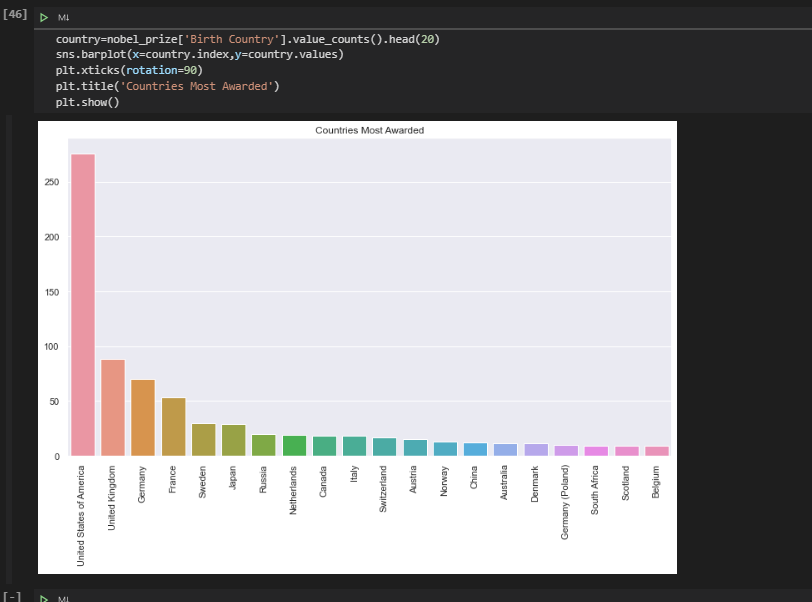 [46]
M↓
country=nobel_prize['Birth Country'].value_counts().head(20)
sns.barplot(x=country.index,y=country.values)
plt.xticks(rotation=90)
plt.title('Countries Most Awarded')
plt.show()
Countries Most Awarded
250
200
150
100
50
0
United States of America
United Kingdom
Germany
France
Sweden
Japan
Russia
Netherlands
Canada
Italy
Switzerland
Austria
Norway
China
Australia
Denmark
Germany (Poland)
South Africa
Scotland
Belgium
[-]
M↓